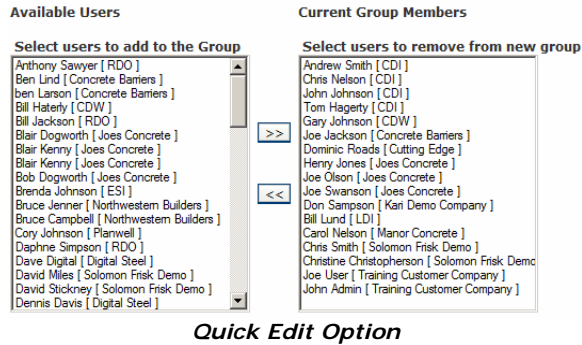 Available Users
Select users to add to the Group
Anthony Sawyer [ RDO ]
Ben Lind [ Concrete Barriers ]
ben Larson [ Concrete Barriers ]
Bill Haterly [ CDW ]
Bill Jackson [ RDO ]
Blair Dogworth [ Joes Concrete ]
Blair Kenny [ Joes Concrete ]
Blair Kenny [ Joes Concrete ]
Bob Dogworth [ Joes Concrete ]
Brenda Johnson [ ESI ]
Bruce Jenner [ Northwestern Builders ]
Bruce Campbell [ Northwestern Builders ]
Cory Johnson [ Planwell ]
Daphne Simpson [ RDO ]
Dave Digital [ Digital Steel ]
David Miles [ Solomon Frisk Demo ]
David Stickney [ Solomon Frisk Demo ]
Dennis Davis [ Digital Steel ]
>>
<<
Current Group Members
Select users to remove from new group
Andrew Smith [ CDI ]
Chris Nelson [ CDI ]
John Johnson [ CDI ]
Tom Hagerty [ CDI ]
Gary Johnson [ CDW ]
Joe Jackson [ Concrete Barriers ]
Dominic Roads [ Cutting Edge ]
Henry Jones [ Joes Concrete ]
Joe Olson [ Joes Concrete ]
Joe Swanson [ Joes Concrete ]
Don Sampson [ Kari Demo Company ]
Bill Lund [ LDI ]
Carol Nelson [ Manor Concrete ]
Chris Smith [ Solomon Frisk Demo ]
Christine Christopherson [ Solomon Frisk Demo
Joe User [ Training Customer Company ]
John Admin [ Training Customer Company ]
Quick Edit Option